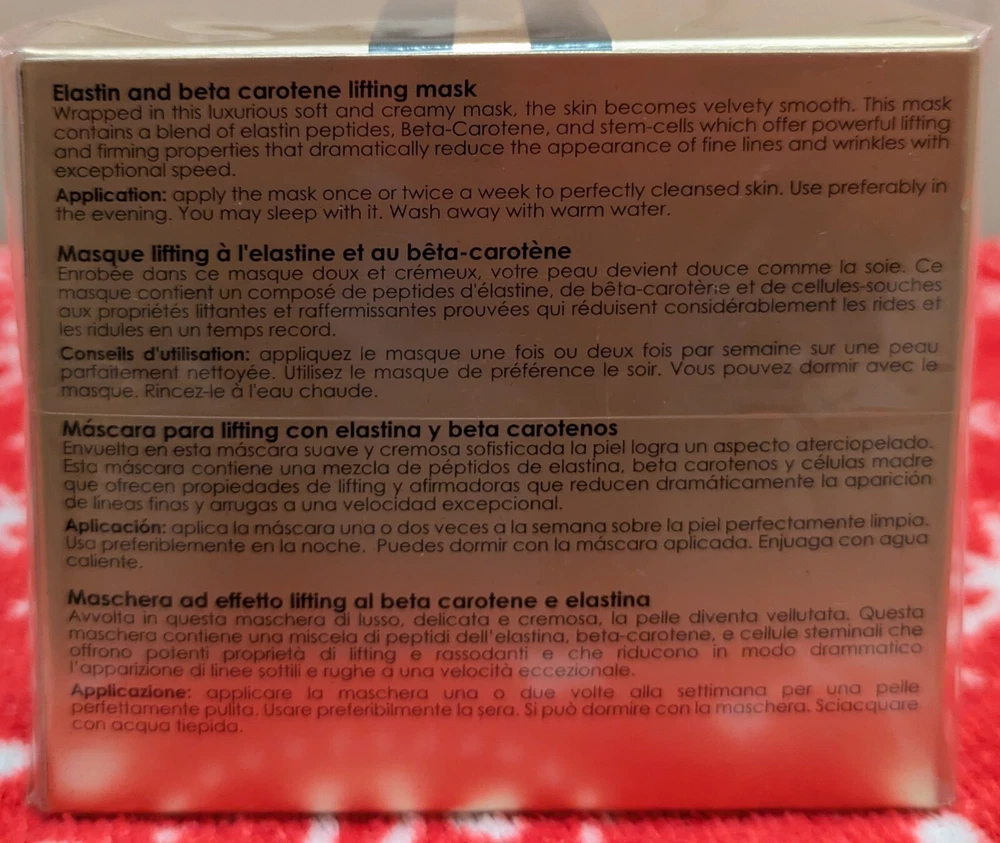 Elastin and beta carotene lifting mask
Wrapped in this luxurious soft and creamy mask, the skin becomes velvety smooth. This mask
contains a blend of elastin peptides, Beta-Carotene, and stem-cells which offer powerful lifting
and firming properties that dramatically reduce the appearance of fine lines and wrinkles with
exceptional speed.
Application: apply the mask once or twice a week to perfectly cleansed skin. Use preferably in
the evening. You may sleep with it. Wash away with warm water.
Masque lifting à l'elastine et au bêta-carotène
Enrobée dans ce masque doux et crémeux, votre peau devient douce comme la soie. Ce
masque contient un composé de peptides d'élastine, de bêta-carotène et de cellules-souches
aux propriétés liftantes et raffermissantes prouvées qui réduisent considérablement les rides et
les ridules en un temps record.
Conseils d'utilisation: appliquez le masque une fois ou deux fois par semaine sur une peau
parfaitement nettoyée. Utilisez le masque de préférence le soir. Vous pouvez dormir avec le
masque. Rincez-le à l'eau chaude.
Máscara para lifting con elastina y beta carotenos
Envuelta en esta máscara suave y cremosa sofisticada la piel logra un aspecto aterciopelado.
Esta máscara contiene una mezcla de péptidos de elastina, beta carotenos y células madre
que ofrecen propiedades de lifting y afirmadoras que reducen dramáticamente la aparición
de líneas finas y arrugas a una velocidad excepcional.
Aplicación: aplica la máscara una o dos veces a la semana sobre la piel perfectamente limpia.
Usa preferiblemente en la noche. Puedes dormir con la máscara aplicada. Enjuaga con agua
caliente.
Maschera ad effetto lifting al beta carotene e elastina
Avvolta in questa maschera di lusso, delicata e cremosa, la pelle diventa vellutata. Questa
maschera contiene una miscela di peptidi dell'elastina, beta-carotene, e cellule steminali che
offrono potenti proprietà di lifting e rassodanti e che riducono in modo drammatico
l'apparizione di linee sottili e rughe a una velocità eccezionale.
Applicazione: applicare la maschera una o due volte alla settimana per una pelle
perfettamente pulita. Usare preferibilmente la sera. Si può dormire con la maschera. Sciacquare
con acqua tiepida.